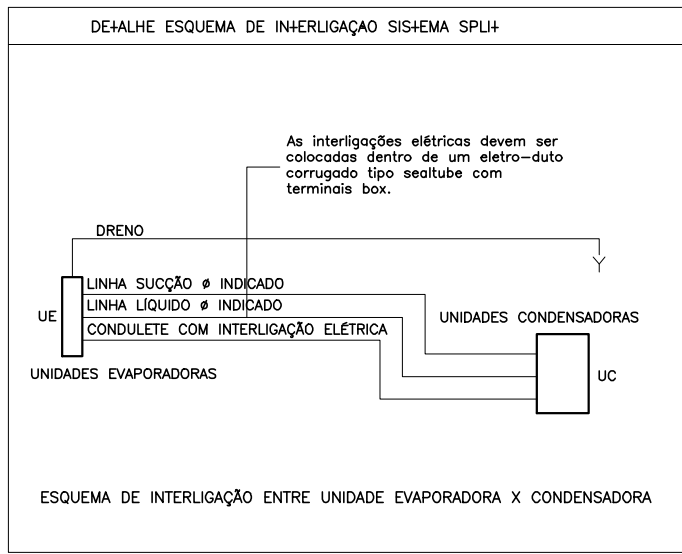 DETALHE ESQUEMA DE INTERLIGAÇAO SISTEMA SPLIT
As interligações elétricas devem ser
colocadas dentro de um eletro-duto
corrugado tipo sealtube com
terminais box.
DRENO
LINHA SUCÇÃO Ø INDICADO
LINHA LÍQUIDO Ø INDICADO
UE
CONDULETE COM INTERLIGAÇÃO ELÉTRICA
UNIDADES CONDENSADORAS
UNIDADES EVAPORADORAS
UC
ESQUEMA DE INTERLIGAÇÃO ENTRE UNIDADE EVAPORADORA X CONDENSADORA